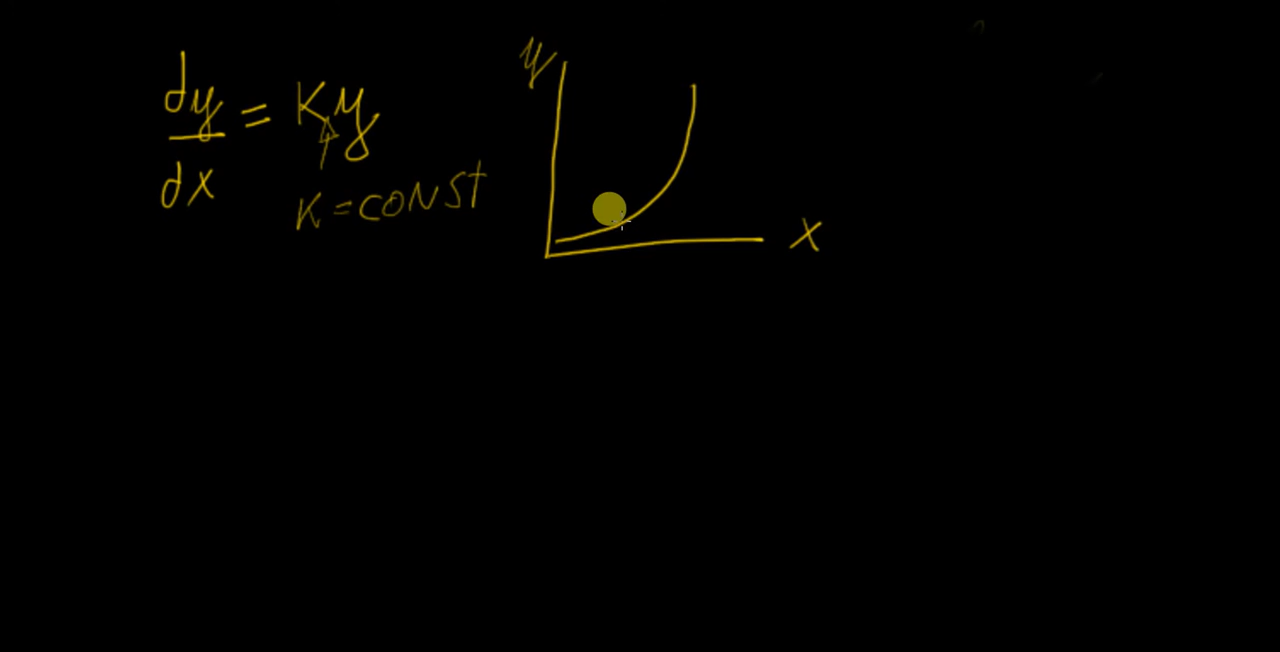 dy/dx = Ky
K = CONST
y
x